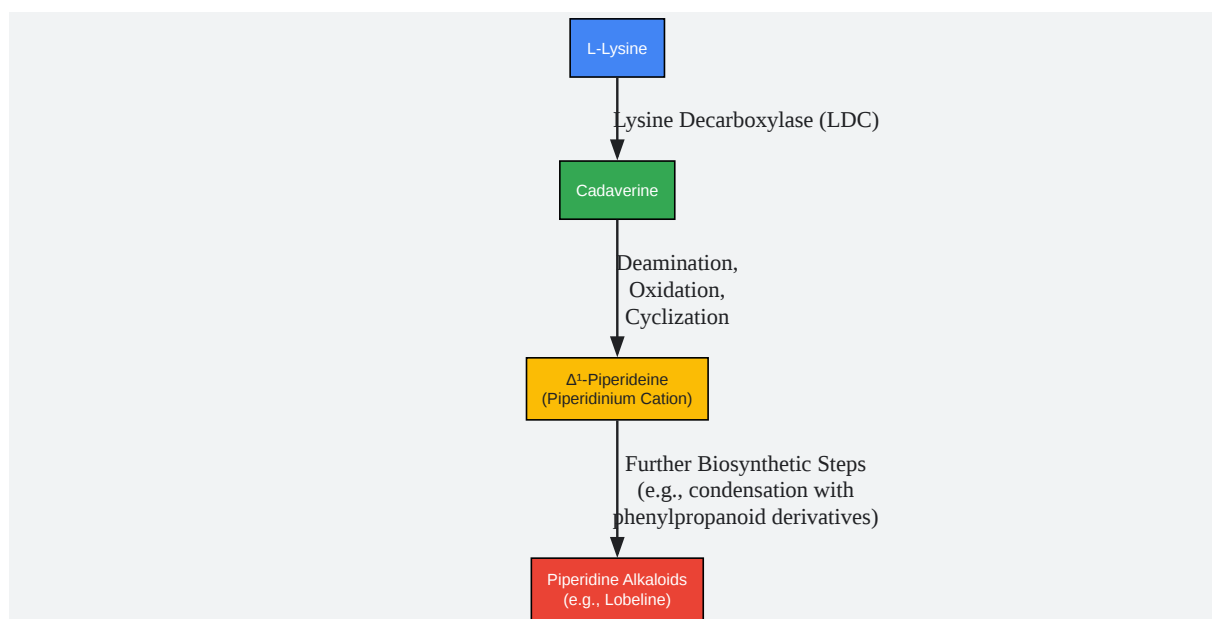 L-Lysine
Lysine Decarboxylase (LDC)
Cadaverine
Deamination,
Oxidation,
Cyclization
Δ¹-Piperideine
(Piperidinium Cation)
Further Biosynthetic Steps
(e.g., condensation with
phenylpropanoid derivatives)
Piperidine Alkaloids
(e.g., Lobeline)